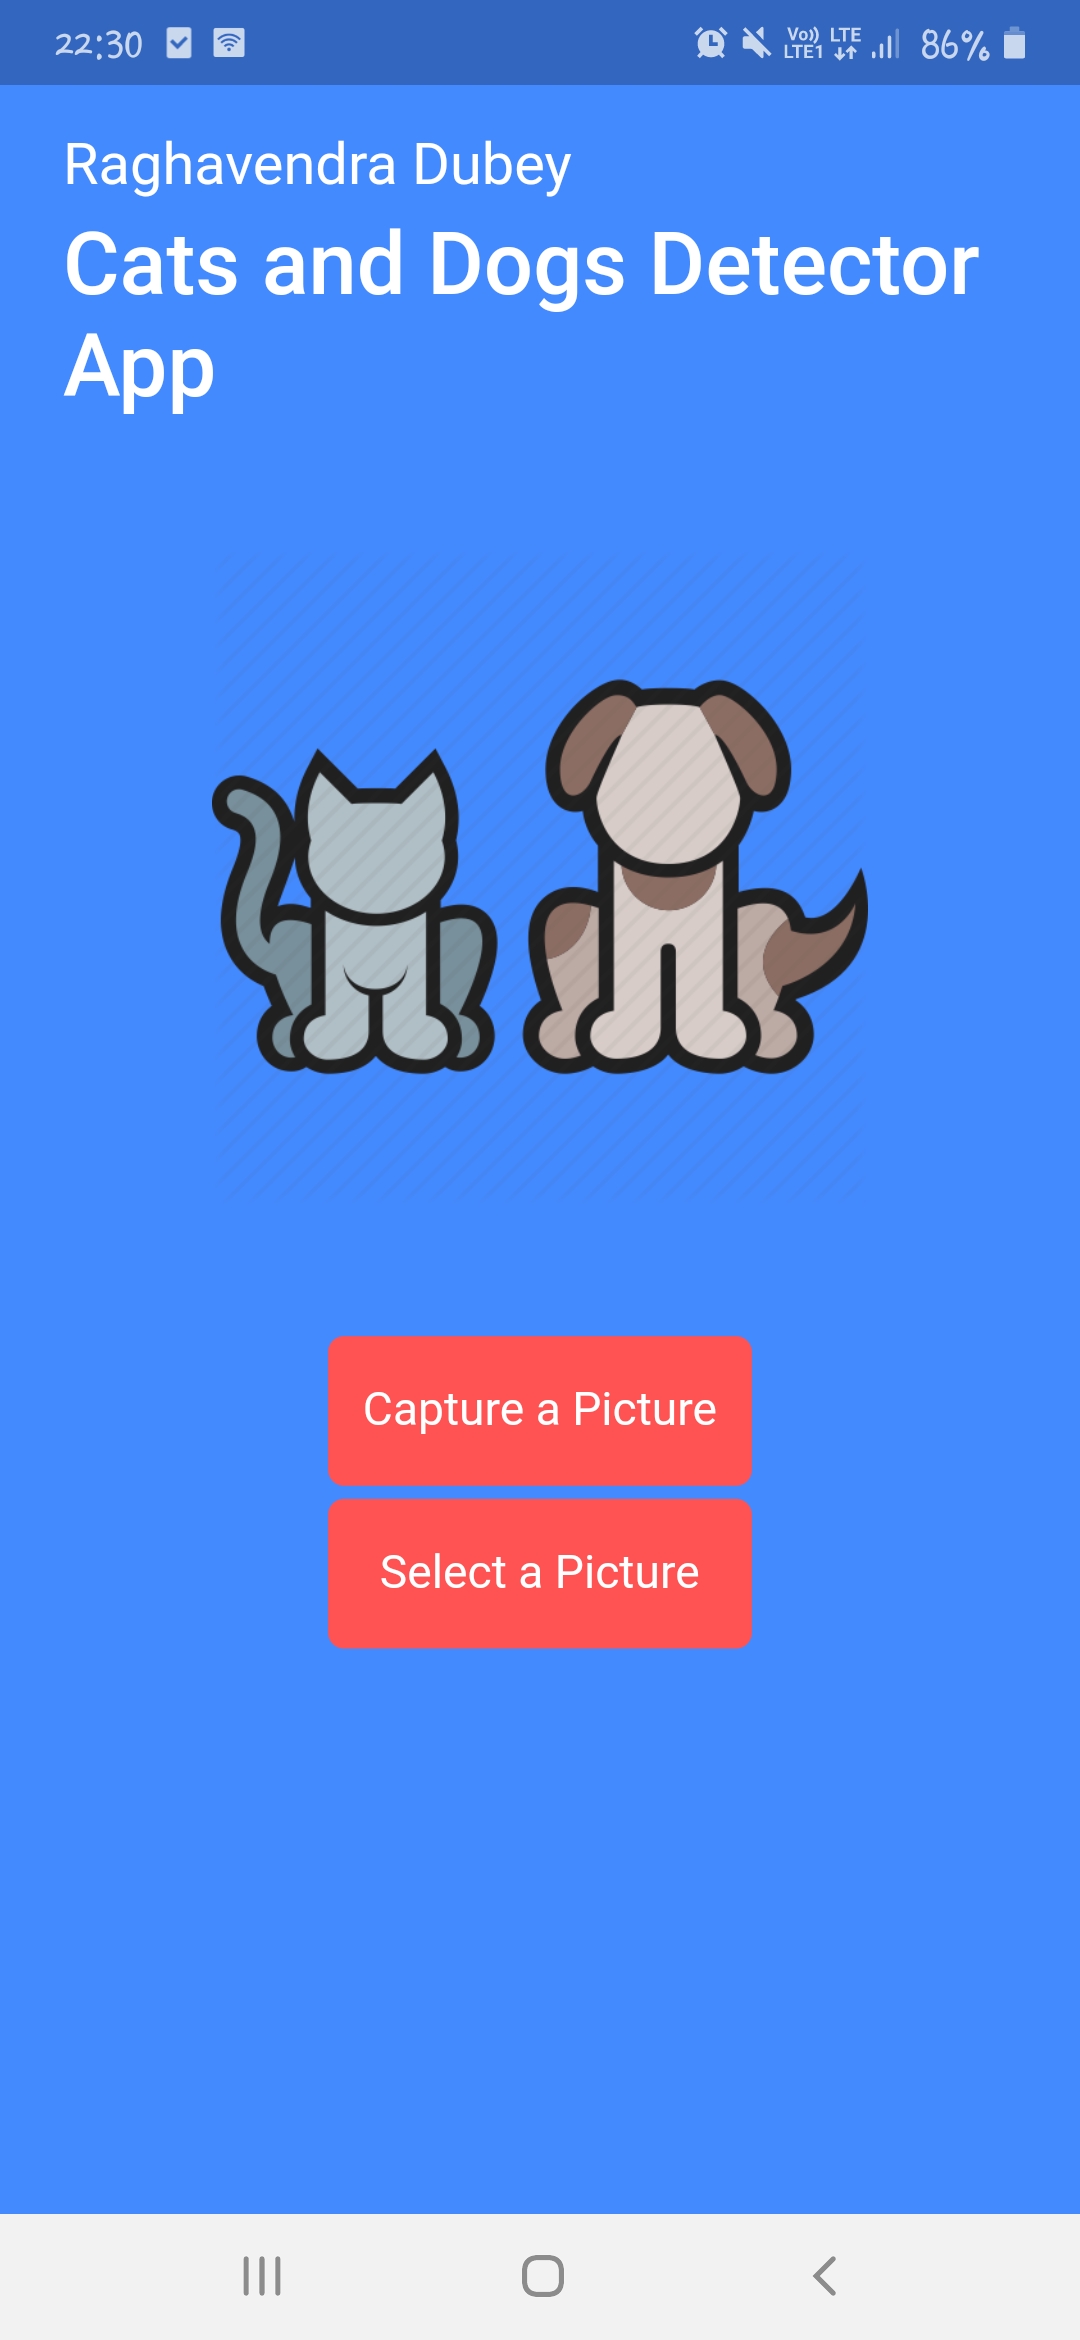 22:30 Vo)) LTE1 LTE 86%
Raghavendra Dubey
Cats and Dogs Detector
App
Capture a Picture
Select a Picture